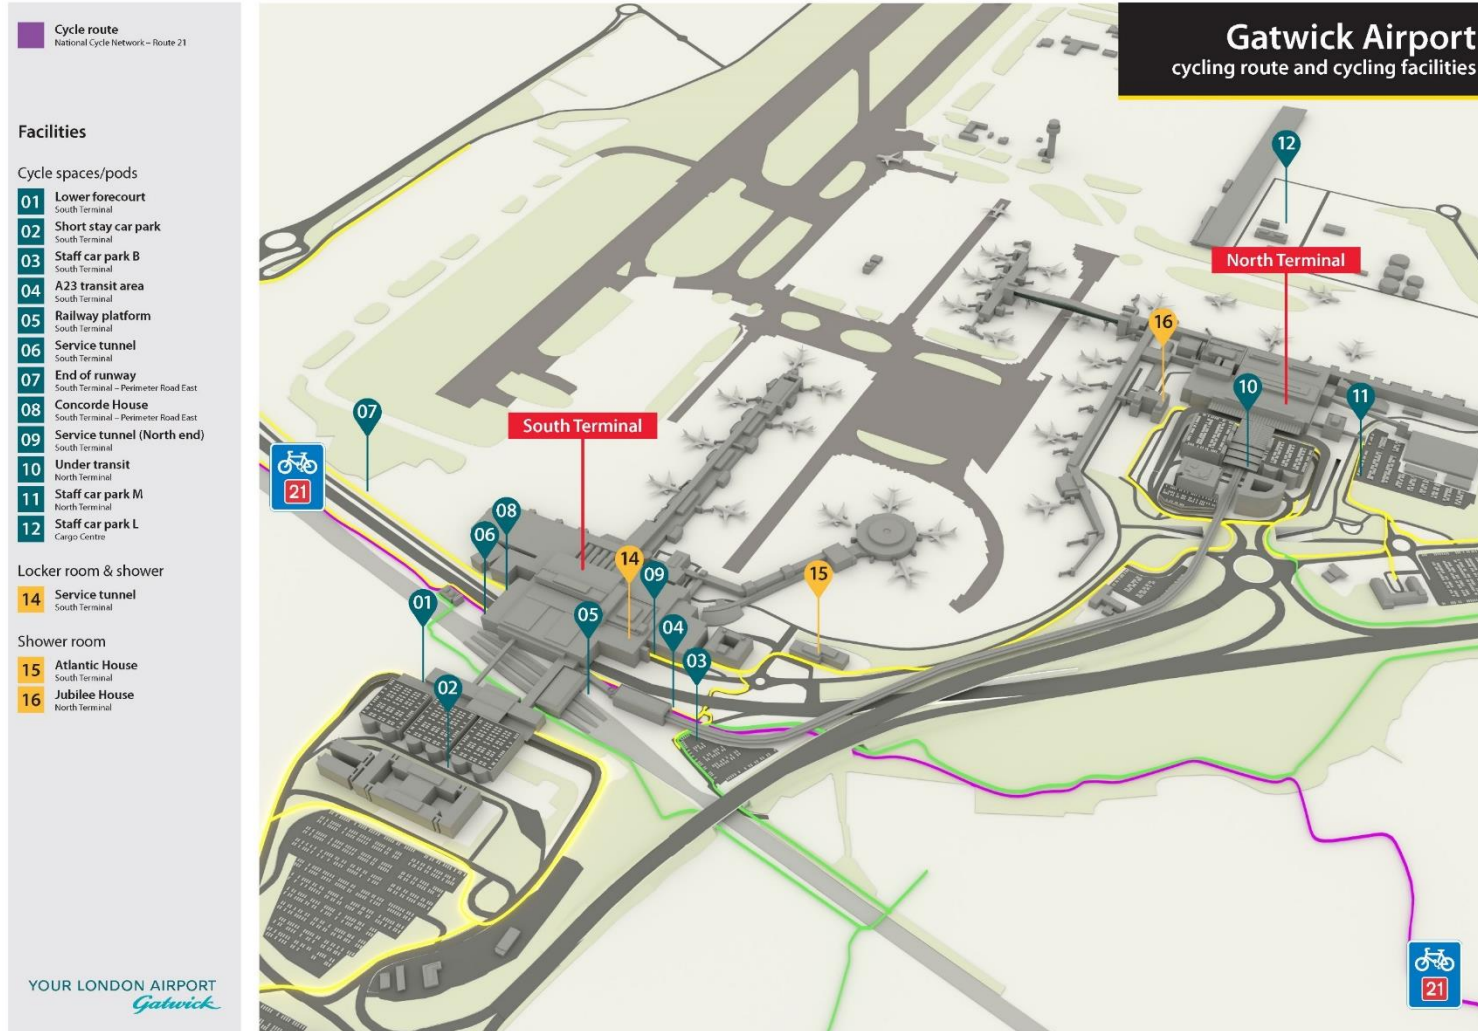 Cycle route
National Cycle Network – Route 21
Facilities
Cycle spaces/pods
01 Lower forecourt
South Terminal
02 Short stay car park
South Terminal
03 Staff car park B
South Terminal
04 A23 transit area
South Terminal
05 Railway platform
South Terminal
06 Service tunnel
South Terminal
07 End of runway
South Terminal – Perimeter Road East
08 Concorde House
South Terminal – Perimeter Road East
09 Service tunnel (North end)
South Terminal
10 Under transit
North Terminal
11 Staff car park M
North Terminal
12 Staff car park L
Cargo Centre
Locker room & shower
14 Service tunnel
South Terminal
Shower room
15 Atlantic House
South Terminal
16 Jubilee House
North Terminal
YOUR LONDON AIRPORT
Gatwick
Gatwick Airport
cycling route and cycling facilities
12
North Terminal
16
10
11
07
South Terminal
21
08
06
14
09
15
01
05
04
03
02
21